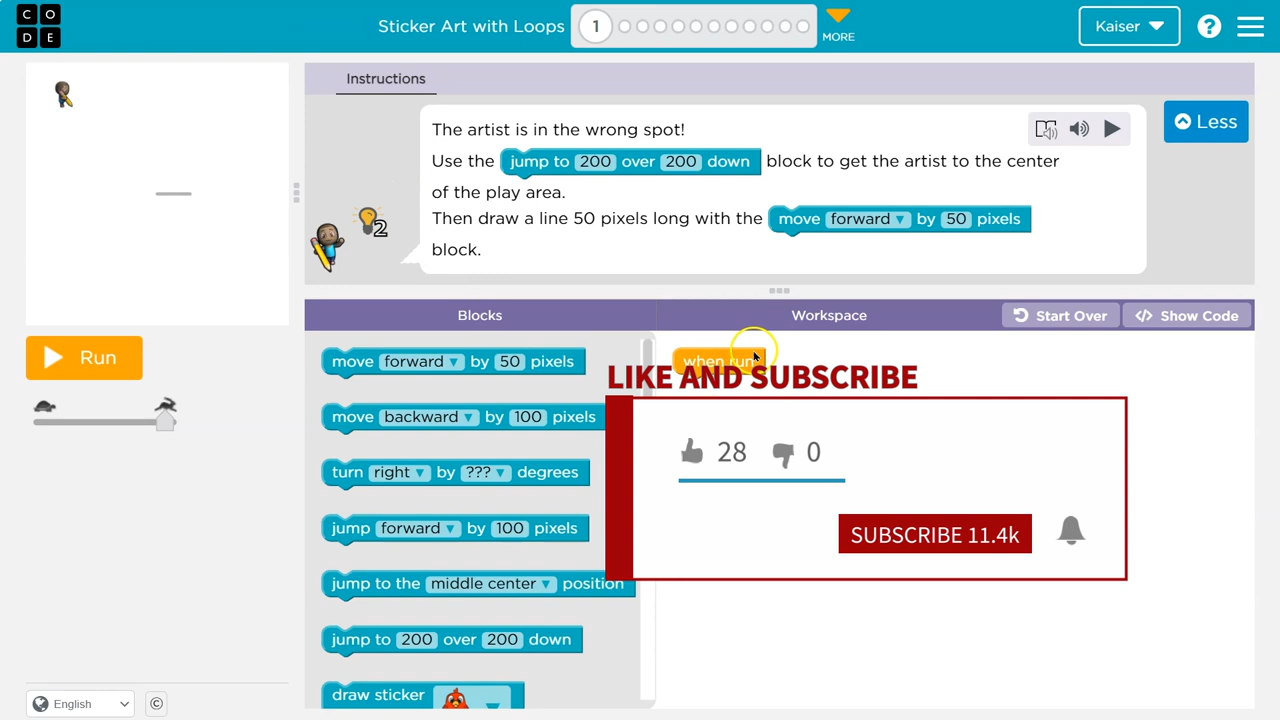 CO
DE
Sticker Art with Loops
1
MORE
Kaiser
?
Instructions
The artist is in the wrong spot!
Use the jump to 200 over 200 down block to get the artist to the center
of the play area.
Then draw a line 50 pixels long with the move forward by 50 pixels
block.
2
Less
Blocks
Workspace
Start Over
Show Code
Run
move forward by 50 pixels
move backward by 100 pixels
turn right by ??? degrees
jump forward by 100 pixels
jump to the middle center position
jump to 200 over 200 down
draw sticker
when run
LIKE AND SUBSCRIBE
28 0
SUBSCRIBE 11.4k
English
©